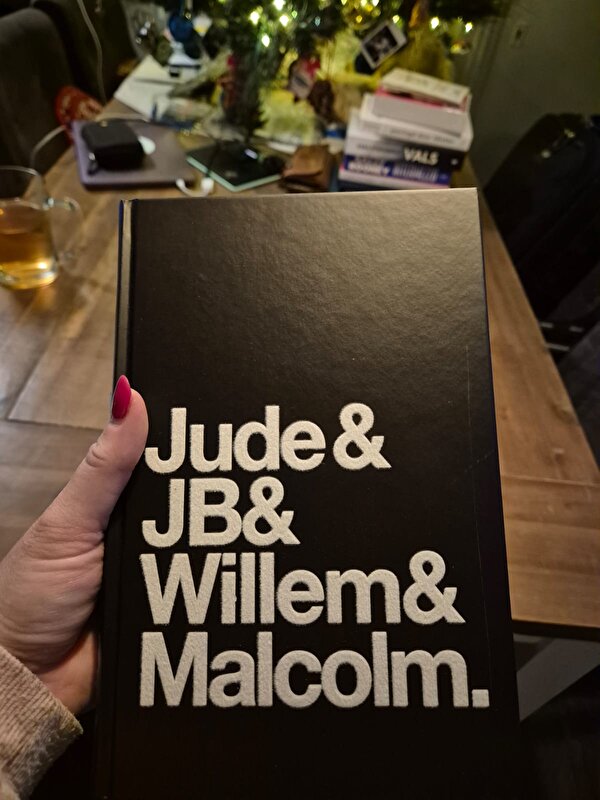 VALS
Jude &
JB&
Willem&
Malcolm.